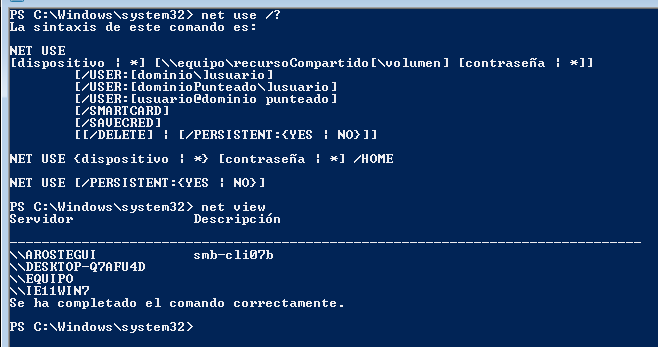 PS C:\Windows\system32> net use /?
La sintaxis de este comando es:
NET USE
[dispositivo | *] [\\equipo\recursoCompartido[\volumen] [contraseña | *]]
[/USER:[dominio\]usuario]
[/USER:[dominioPunteado\]usuario]
[/USER:[usuario@dominio punteado]
[/SMARTCARD]
[/SAVECRED]
[[/DELETE] | [/PERSISTENT:{YES | NO}]]
NET USE {dispositivo | *} [contraseña | *] /HOME
NET USE [/PERSISTENT:{YES | NO}]
PS C:\Windows\system32> net view
Servidor Descripción
-------------------------------------------------------------------------------
\\AROSTEGUI smb-cli07b
\\DESKTOP-Q7AFU4D
\\EQUIPO
\\IE11WIN7
Se ha completado el comando correctamente.
PS C:\Windows\system32>